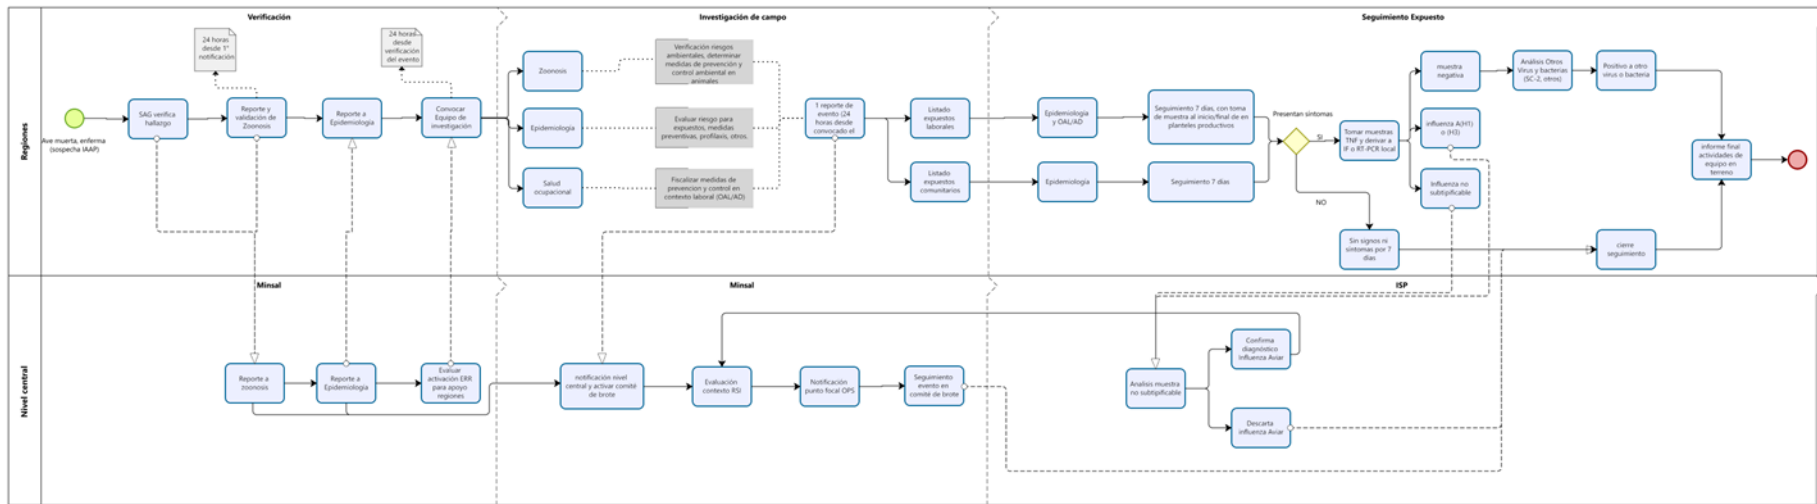 Verificación
Investigación de campo
Seguimiento Expuesto
Regiones
Ave muerta, enferma
(sospecha IAAP)
SAG verifica
hallazgo
24 horas
desde 1°
notificación
Reporte y
validación de
Zoonosis
Reporte a
Epidemiología
24 horas
desde
verificación
del evento
Convocar
Equipo de
investigación
Zoonosis
Epidemiología
Salud
ocupacional
Verificación riesgos
ambientales, determinar
medidas de prevención y
control ambiental en
animales
Evaluar riesgo para
expuestos, medidas
preventivas, profilaxis, otros.
Fiscalizar medidas de
prevencion y control en
contexto laboral (OAL/AD)
1 reporte de
evento (24
horas desde
convocado el
Listado
expuestos
laborales
Listado
expuestos
comunitarios
Epidemiología
y OAL/AD
Epidemiología
Seguimiento 7 días, con toma
de muestra al inicio/final de en
planteles productivos
Seguimiento 7 dias
Presentan síntomas
SI
NO
Tomar muestras
TNF y derivar a
IF o RT-PCR local
Sin signos ni
síntomas por 7
días
muestra
negativa
influenza A(H1)
o (H3)
Influenza no
subtipificable
Análisis Otros
Virus y bacterias
(SC-2, otros)
Positivo a otro
virus o bacteria
cierre
seguimiento
informe final
actividades de
equipo en
terreno
Nivel central
Minsal
Minsal
ISP
Reporte a
zoonosis
Reporte a
Epidemiología
Evaluar
activación ERR
para apoyo
regiones
notificación nivel
central y activar comité
de brote
Evaluación
contexto RSI
Notificación
punto focal OPS
Seguimiento
evento en
comité de brote
Analisis muestra
no subtipificable
Confirma
diagnóstico
Influenza Aviar
Descarta
influenza Aviar